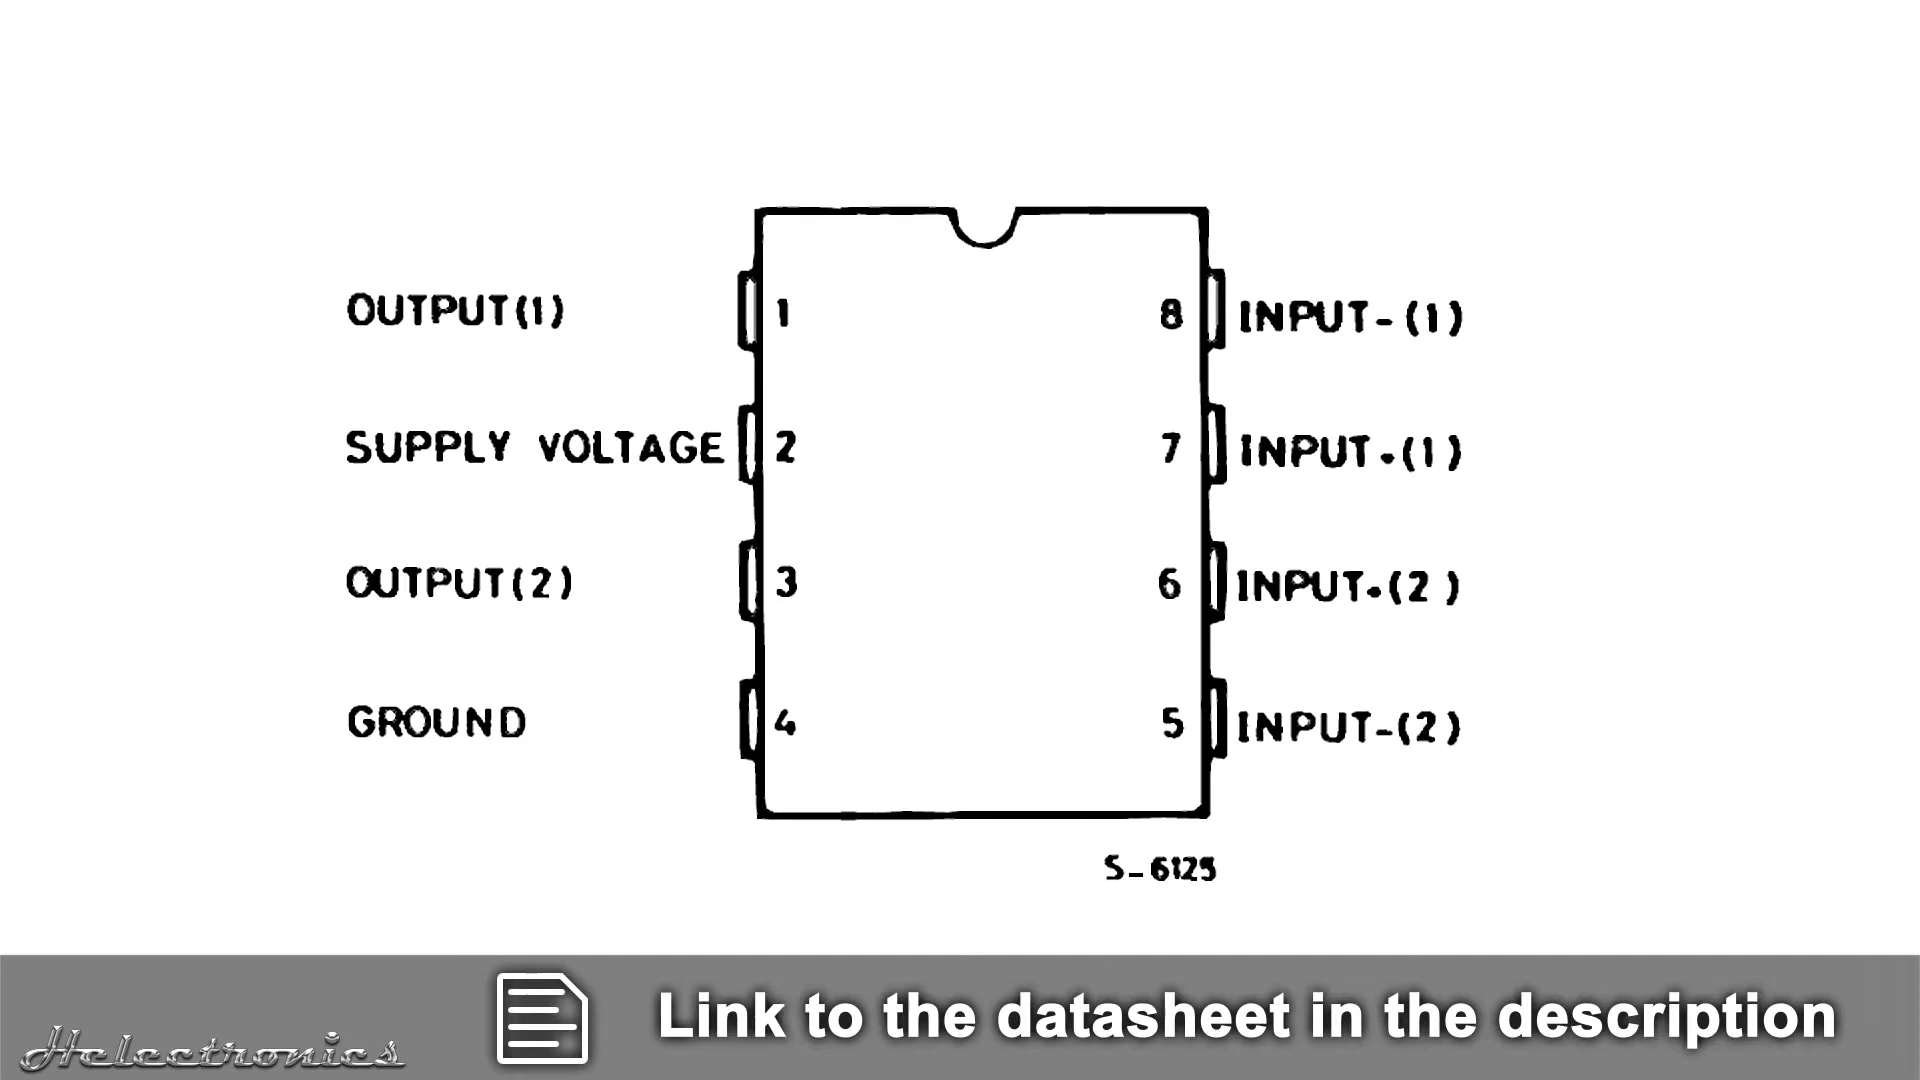 OUTPUT(1) 1 8 INPUT-(1)
SUPPLY VOLTAGE 2 7 INPUT.(1)
OUTPUT(2) 3 6 INPUT.(2)
GROUND 4 5 INPUT-(2)
S-6125
Helectronics
Link to the datasheet in the description